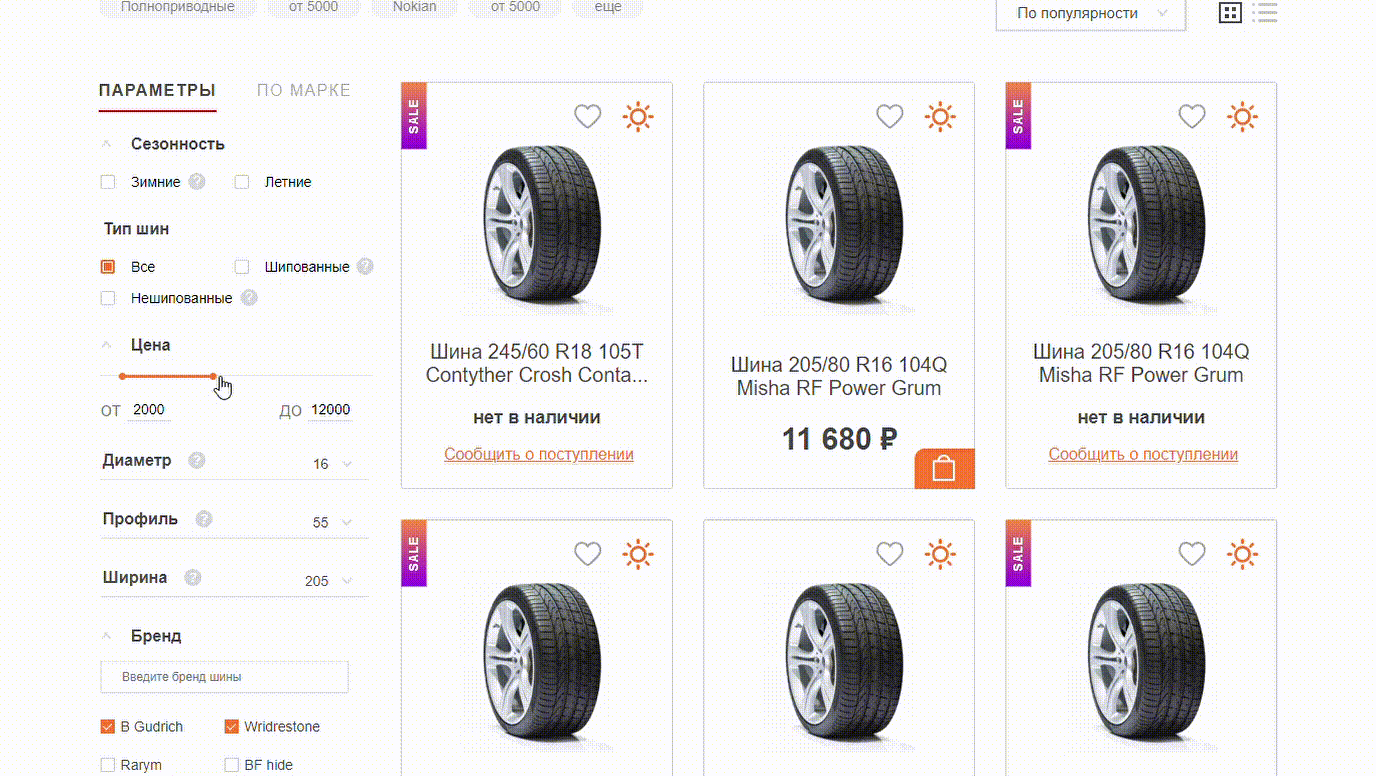 Полноприводные
от 5000
Nokian
от 5000
еще
По популярности
ПАРАМЕТРЫ
ПО МАРКЕ
Сезонность
Зимние ?
Летние
Тип шин
Все
Шипованные ?
Нешипованные ?
Цена
ОТ 2000
ДО 12000
Диаметр ? 16
Профиль ? 55
Ширина ? 205
Бренд
Введите бренд шины
B Gudrich
Wridrestone
Rarym
BF hide
SALE
Шина 245/60 R18 105T
Contyther Crosh Conta...
нет в наличии
Сообщить о поступлении
Шина 205/80 R16 104Q
Misha RF Power Grum
11 680 ₽
SALE
Шина 205/80 R16 104Q
Misha RF Power Grum
нет в наличии
Сообщить о поступлении
SALE
SALE